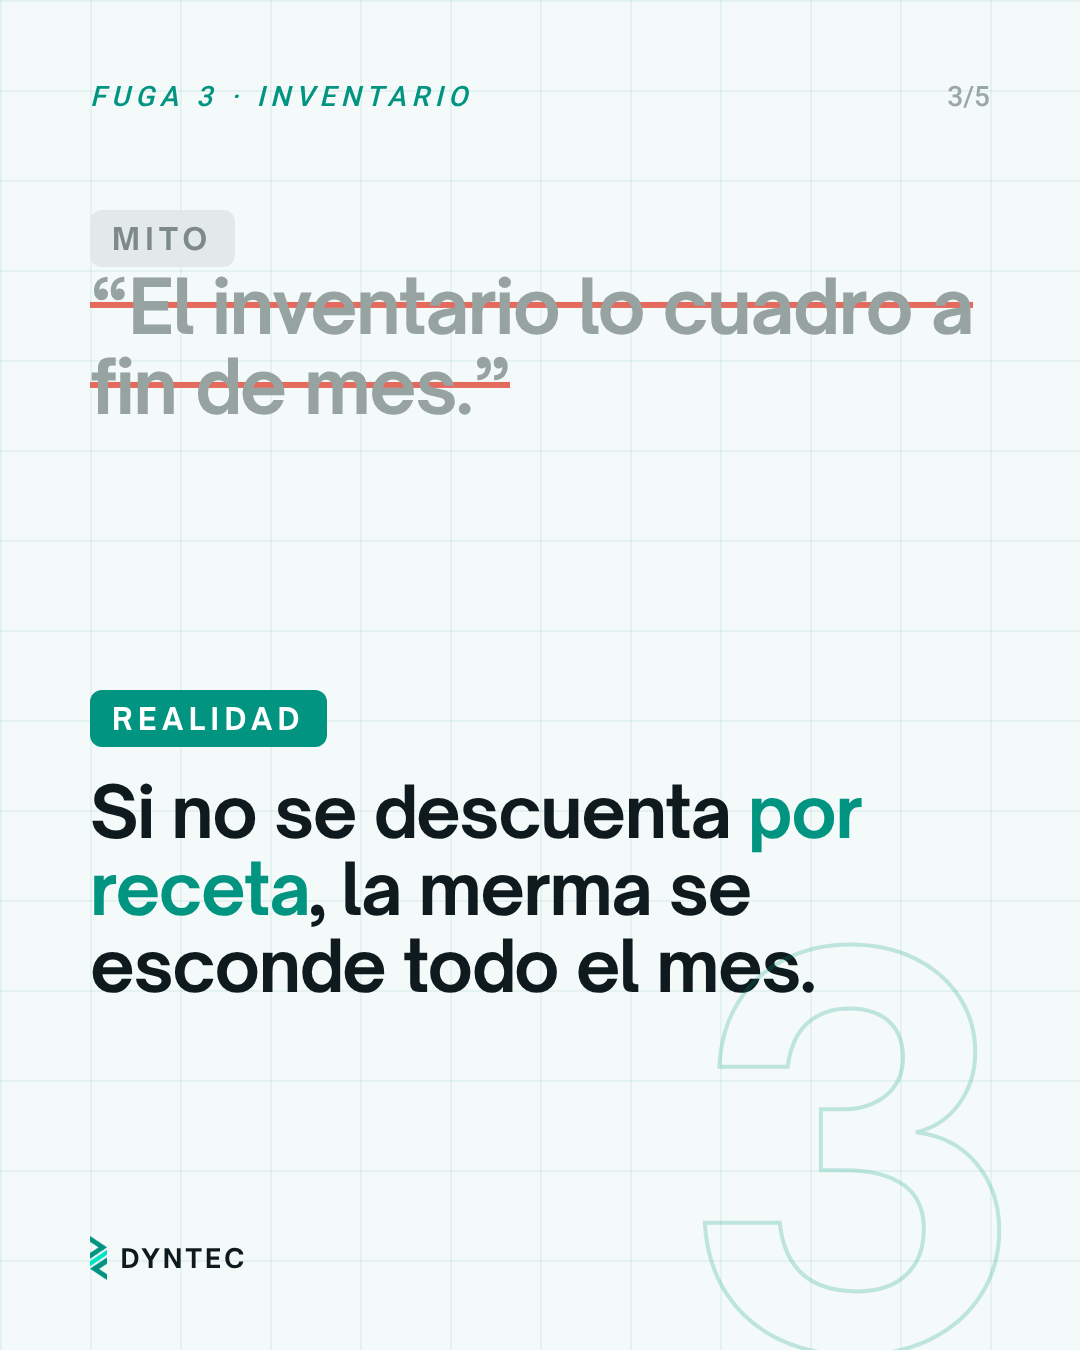 FUGA 3 · INVENTARIO
3/5
MITO
“El inventario lo cuadro a
fin de mes.”
REALIDAD
Si no se descuenta por
receta, la merma se
esconde todo el mes.
3
DYNTEC